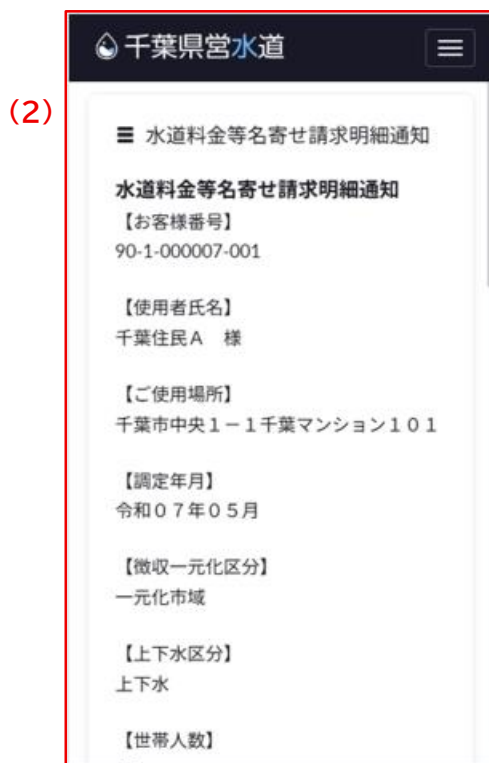 千葉県営水道
(2)
≡ 水道料金等名寄せ請求明細通知
水道料金等名寄せ請求明細通知
【お客様番号】
90-1-000007-001
【使用者氏名】
千葉住民A　様
【ご使用場所】
千葉市中央１－１千葉マンション１０１
【調定年月】
令和０７年０５月
【徴収一元化区分】
一元化市域
【上下水区分】
上下水
【世帯人数】